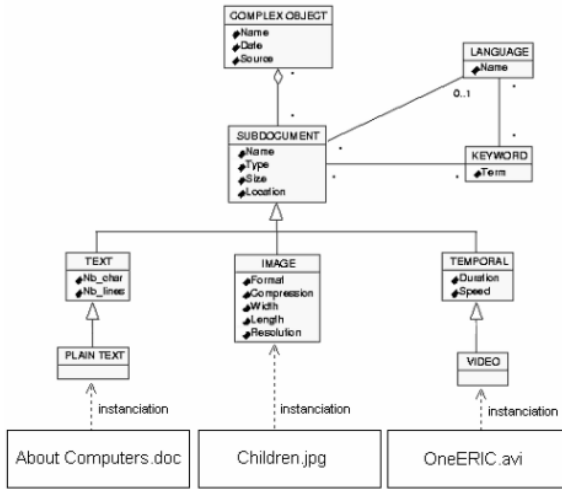 COMPLEX OBJECT
Name
Date
Source
*
*
LANGUAGE
Name
0..1
*
*
*
*
*
KEYWORD
Term
SUBDOCUMENT
Name
Type
Size
Location
TEXT
Nb_char
Nb_lines
IMAGE
Format
Compression
Width
Length
Resolution
TEMPORAL
Duration
Speed
PLAIN TEXT
VIDEO
instanciation
instanciation
instanciation
About Computers.doc
Children.jpg
OneERIC.avi